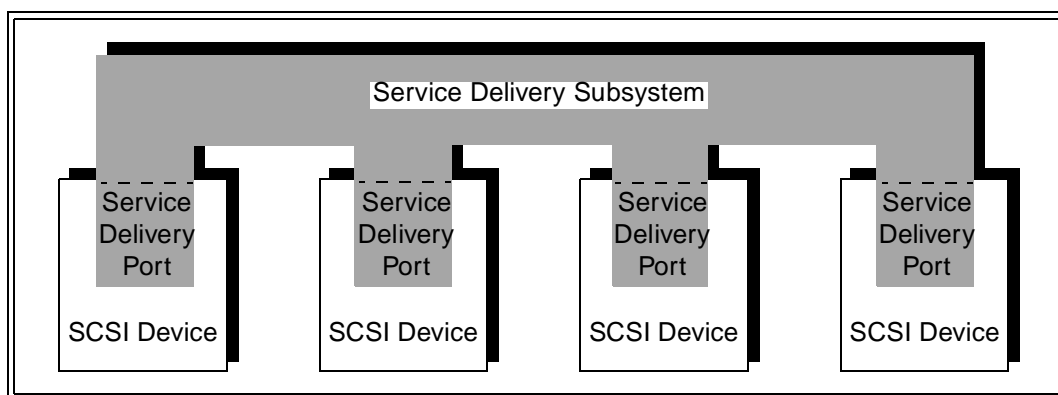 Service Delivery Subsystem
Service
Delivery
Port
SCSI Device
Service
Delivery
Port
SCSI Device
Service
Delivery
Port
SCSI Device
Service
Delivery
Port
SCSI Device